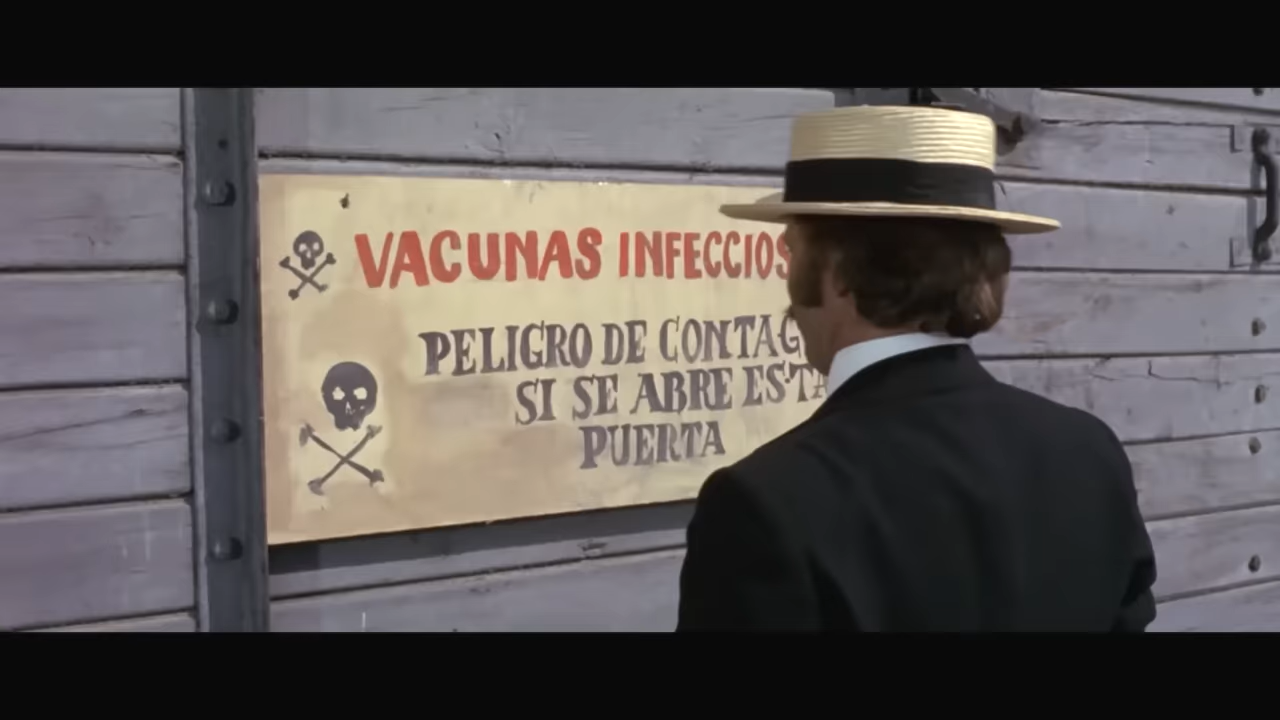 VACUNAS INFECCIOS
PELIGRO DE CONTAG
SI SE ABRE ESTA
PUERTA